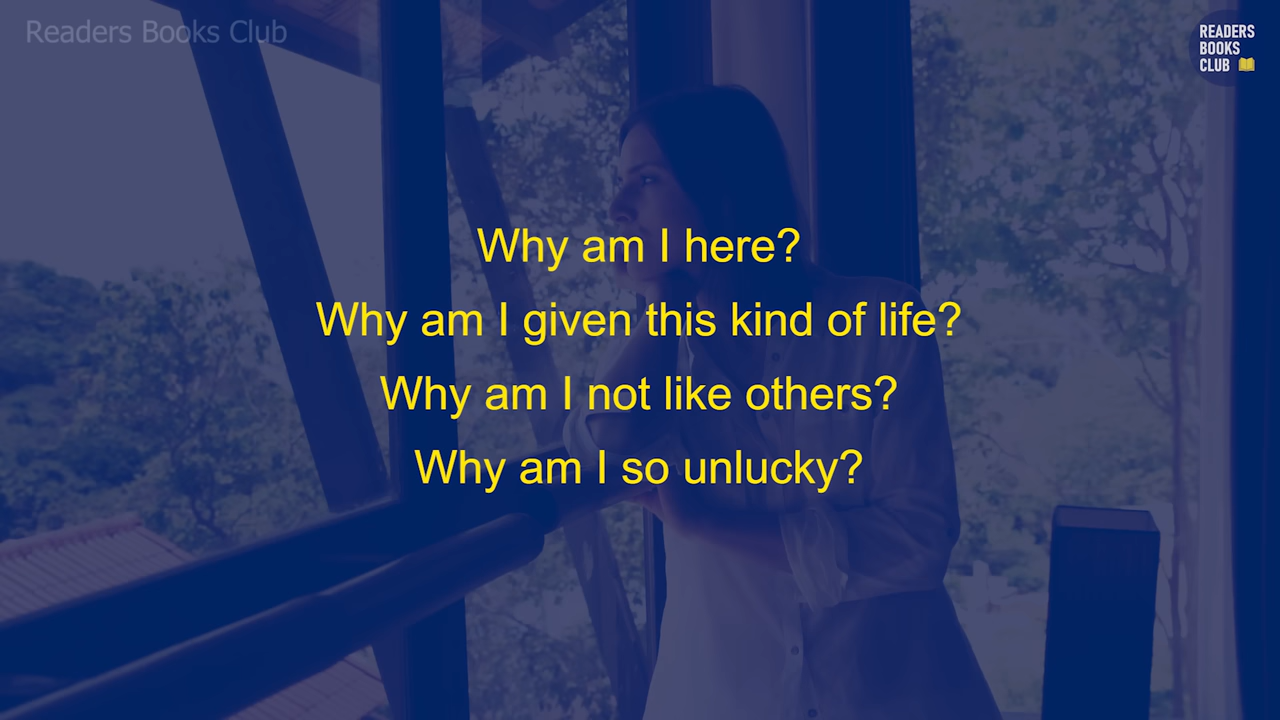 Readers Books Club
READERS
BOOKS
CLUB
Why am I here?
Why am I given this kind of life?
Why am I not like others?
Why am I so unlucky?